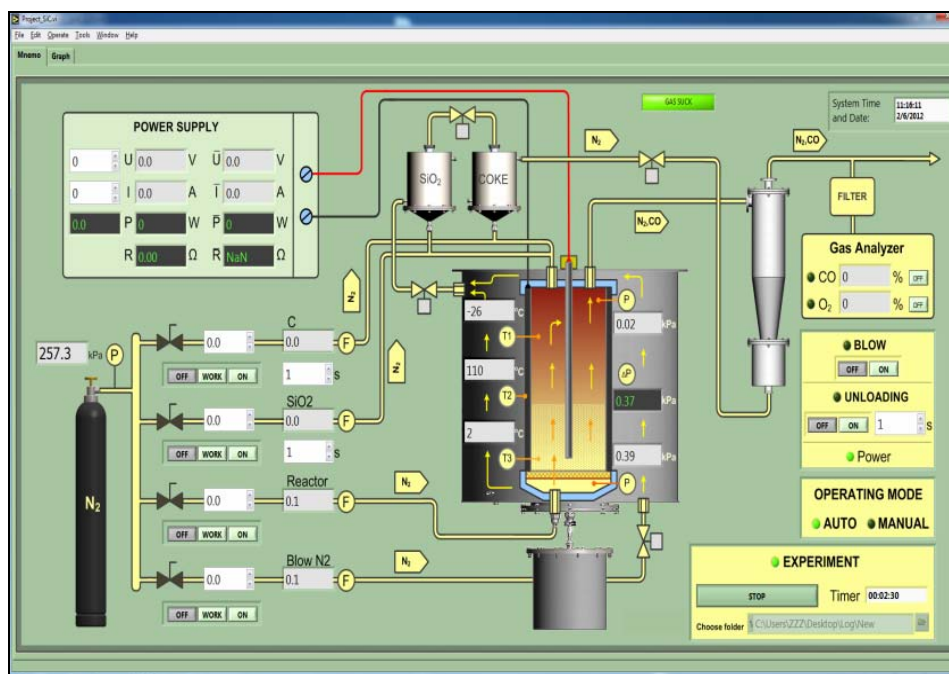 Project_SiC.vi
File Edit Operate Tools Window Help
Mnemo Graph
POWER SUPPLY
0 U 0.0 V Ū 0.0 V
0 I 0.0 A Ī 0.0 A
0.0 P 0 W P̄ 0 W
R 0.00 Ω R NaN Ω
SiO2
COKE
GAS SUCK
System Time
and Date:
11:16:11
2/6/2012
N2
N2,CO
N2,CO
FILTER
Gas Analyzer
CO 0 % OFF
O2 0 % OFF
BLOW
OFF ON
UNLOADING
OFF ON 1 s
Power
OPERATING MODE
AUTO MANUAL
EXPERIMENT
STOP Timer 00:02:30
Choose folder C:\Users\ZZZ\Desktop\Log\New
257.3 kPa P
N2
C
0.0 0.0 F
OFF WORK ON 1 s
SiO2
0.0 0.0 F
OFF WORK ON 1 s
Reactor
0.0 0.1 F
OFF WORK ON
Blow N2
0.0 0.1 F
OFF WORK ON
N2
N2
N2
N2
-26 °C
T1
110 °C
T2
2 °C
T3
P
0.02 kPa
ΔP
0.37 kPa
0.39 kPa
P